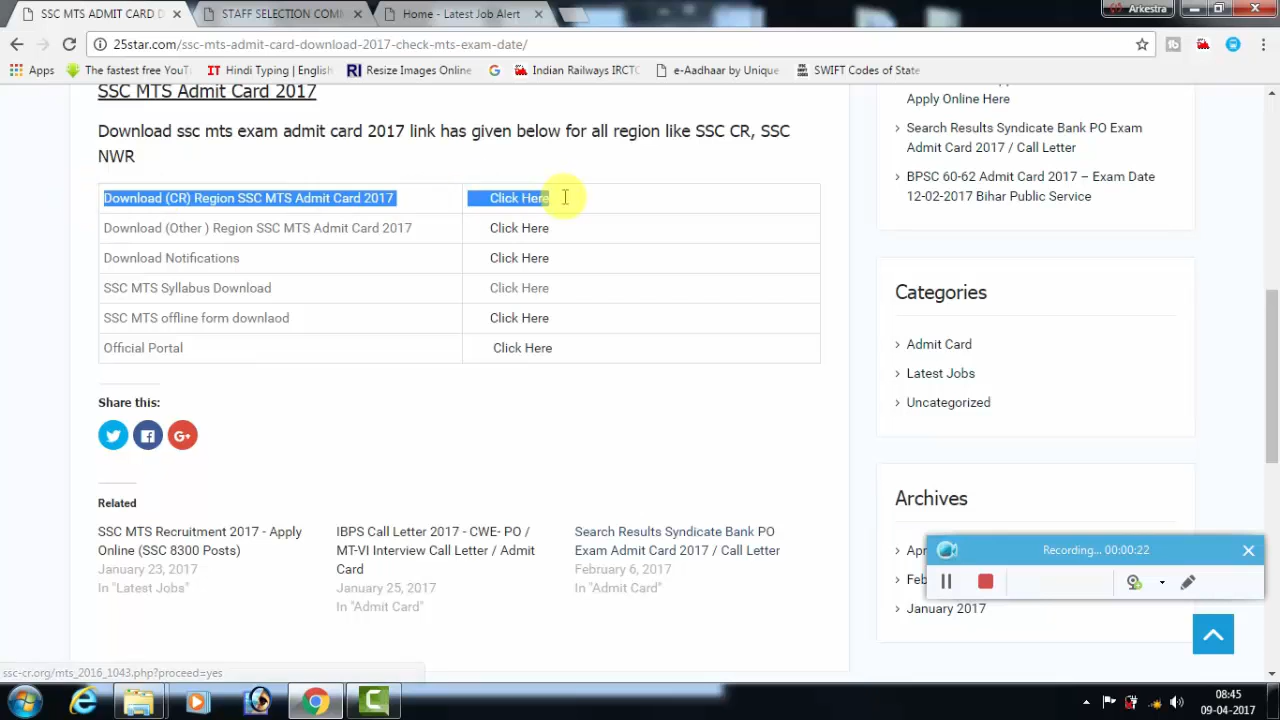 SSC MTS ADMIT CARD D
STAFF SELECTION COMM
Home - Latest Job Alert
Arkestra
25star.com/ssc-mts-admit-card-download-2017-check-mts-exam-date/
Apps
The fastest free YouT
Hindi Typing | English
Resize Images Online
Indian Railways IRCTC
e-Aadhaar by Unique
SWIFT Codes of State
SSC MTS Admit Card 2017
Download ssc mts exam admit card 2017 link has given below for all region like SSC CR, SSC
NWR
Download (CR) Region SSC MTS Admit Card 2017 Click Here
Download (Other ) Region SSC MTS Admit Card 2017 Click Here
Download Notifications Click Here
SSC MTS Syllabus Download Click Here
SSC MTS offline form downlaod Click Here
Official Portal Click Here
Share this:
Related
SSC MTS Recruitment 2017 - Apply
Online (SSC 8300 Posts)
January 23, 2017
In "Latest Jobs"
IBPS Call Letter 2017 - CWE- PO /
MT-VI Interview Call Letter / Admit
Card
January 25, 2017
In "Admit Card"
Search Results Syndicate Bank PO
Exam Admit Card 2017 / Call Letter
February 6, 2017
In "Admit Card"
Apply Online Here
Search Results Syndicate Bank PO Exam
Admit Card 2017 / Call Letter
BPSC 60-62 Admit Card 2017 – Exam Date
12-02-2017 Bihar Public Service
Categories
Admit Card
Latest Jobs
Uncategorized
Archives
Feb
January 2017
Recording... 00:00:22
ssc-cr.org/mts_2016_1043.php?proceed=yes
08:45
09-04-2017